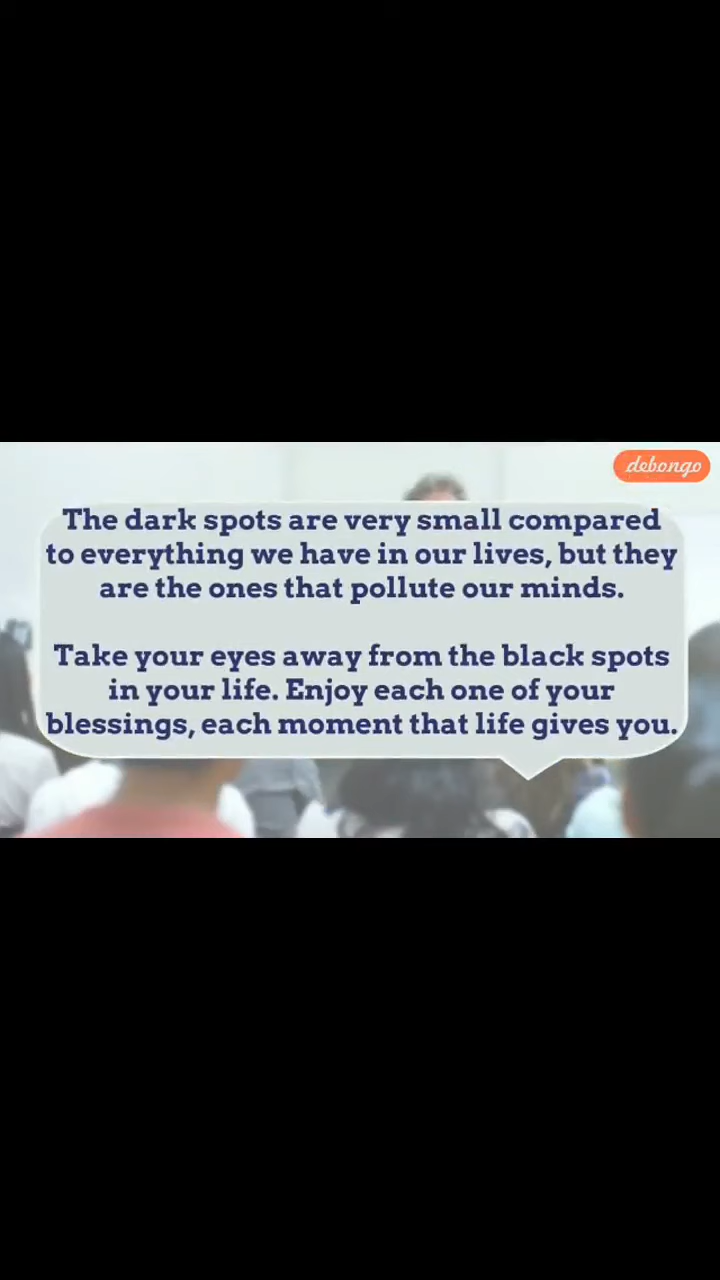 debongo
The dark spots are very small compared
to everything we have in our lives, but they
are the ones that pollute our minds.
Take your eyes away from the black spots
in your life. Enjoy each one of your
blessings, each moment that life gives you.